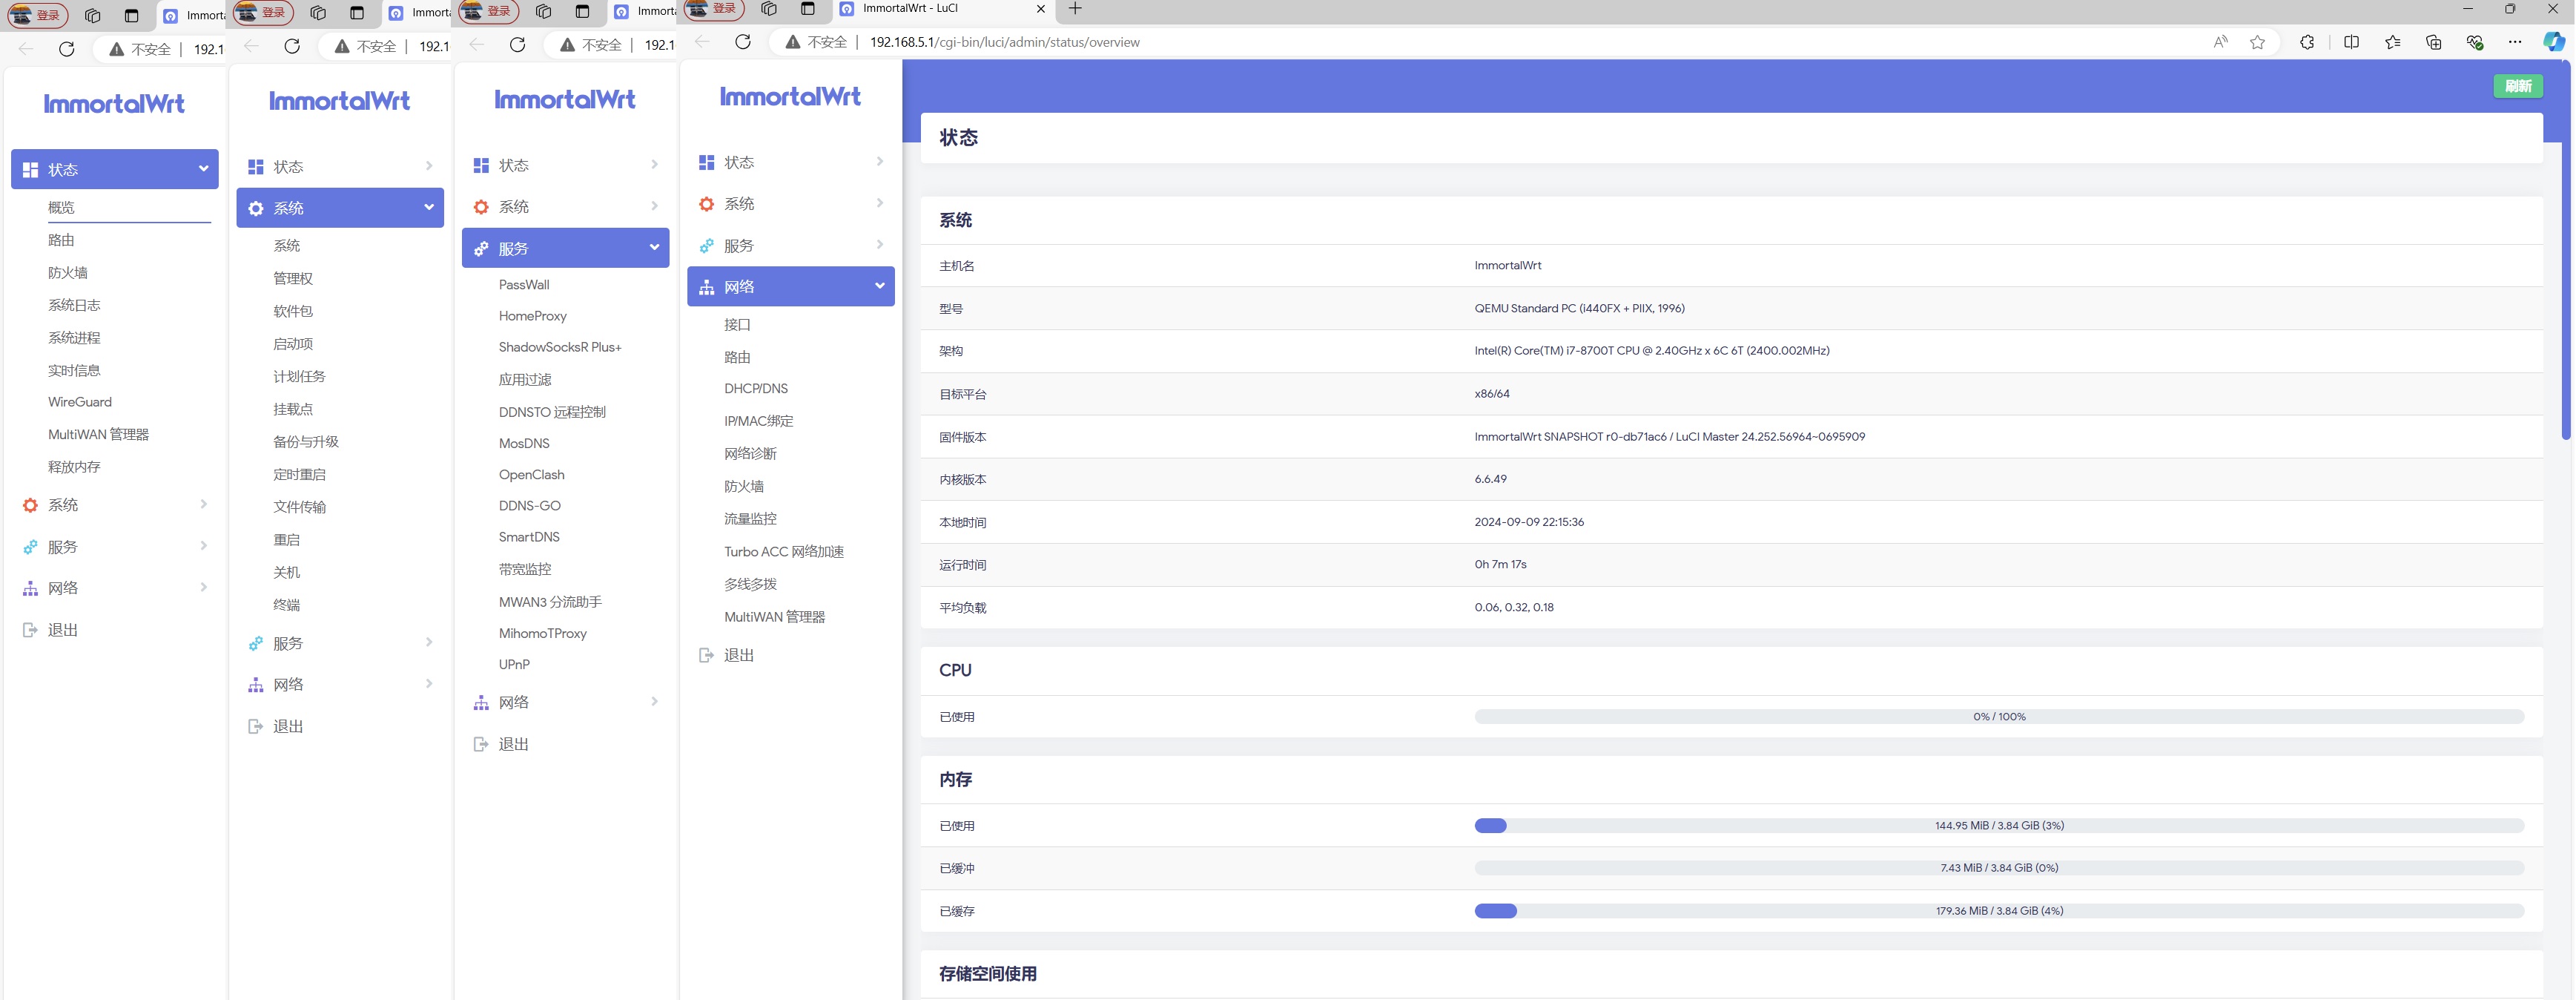 登录
Immorta
不安全 | 192.1
ImmortalWrt
状态
概览
路由
防火墙
系统日志
系统进程
实时信息
WireGuard
MultiWAN 管理器
释放内存
系统
服务
网络
退出
登录
Immorta
不安全 | 192.1
ImmortalWrt
状态
系统
系统
管理权
软件包
启动项
计划任务
挂载点
备份与升级
定时重启
文件传输
重启
关机
终端
服务
网络
退出
登录
Immorta
不安全 | 192.1
ImmortalWrt
状态
系统
服务
PassWall
HomeProxy
ShadowSocksR Plus+
应用过滤
DDNSTO 远程控制
MosDNS
OpenClash
DDNS-GO
SmartDNS
带宽监控
MWAN3 分流助手
MihomoTProxy
UPnP
网络
退出
登录
ImmortalWrt - LuCI
不安全 | 192.168.5.1/cgi-bin/luci/admin/status/overview
ImmortalWrt
状态
系统
服务
网络
接口
路由
DHCP/DNS
IP/MAC绑定
网络诊断
防火墙
流量监控
Turbo ACC 网络加速
多线多拨
MultiWAN 管理器
退出
刷新
状态
系统
主机名 ImmortalWrt
型号 QEMU Standard PC (i440FX + PIIX, 1996)
架构 Intel(R) Core(TM) i7-8700T CPU @ 2.40GHz x 6C 6T (2400.002MHz)
目标平台 x86/64
固件版本 ImmortalWrt SNAPSHOT r0-db71ac6 / LuCI Master 24.252.56964~0695909
内核版本 6.6.49
本地时间 2024-09-09 22:15:36
运行时间 0h 7m 17s
平均负载 0.06, 0.32, 0.18
CPU
已使用 0% / 100%
内存
已使用 144.95 MiB / 3.84 GiB (3%)
已缓冲 7.43 MiB / 3.84 GiB (0%)
已缓存 179.36 MiB / 3.84 GiB (4%)
存储空间使用